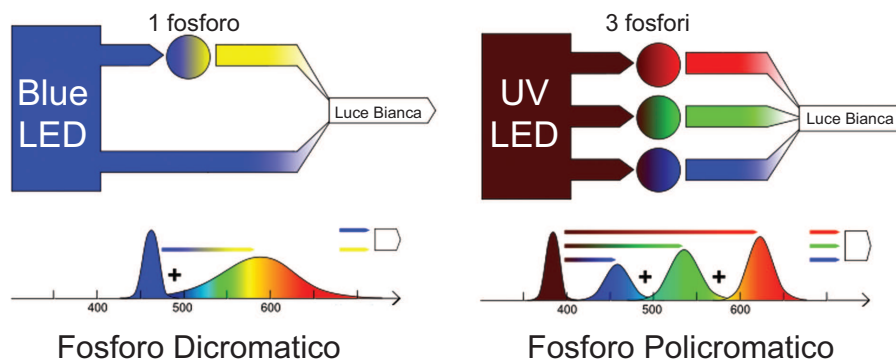 1 fosforo
Blue
LED
Luce Bianca
+
400
500
600
Fosforo Dicromatico
3 fosfori
UV
LED
Luce Bianca
+
+
400
500
600
Fosforo Policromatico